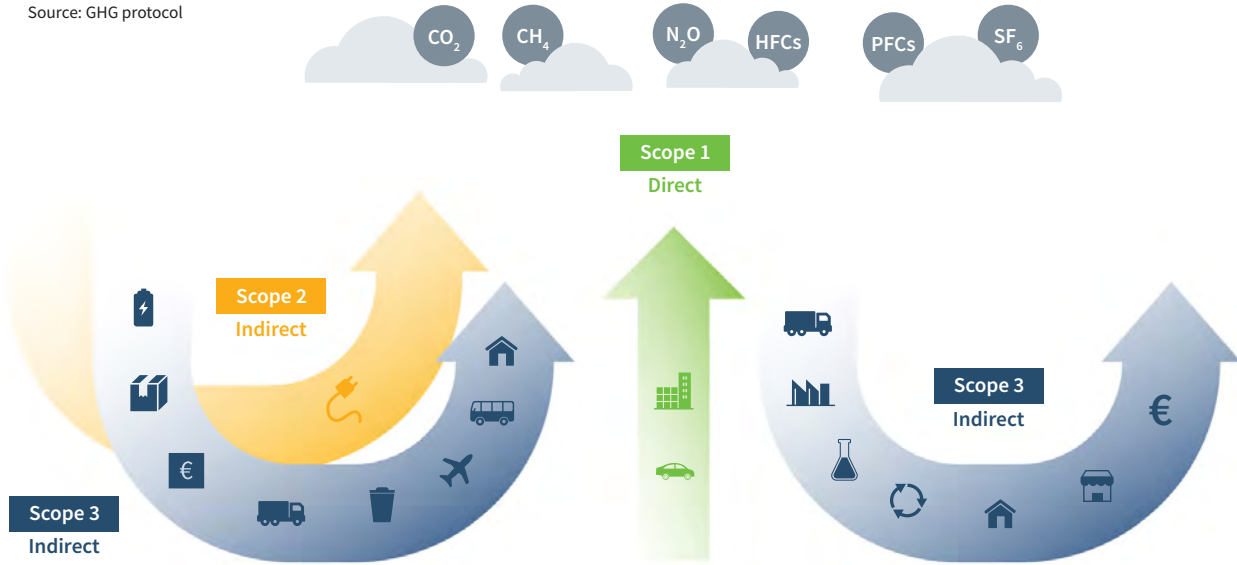 Source: GHG protocol
CO₂
CH₄
N₂O
HFCs
PFCs
SF₆
Scope 1
Direct
Scope 2
Indirect
Scope 3
Indirect
€
€
Scope 3
Indirect